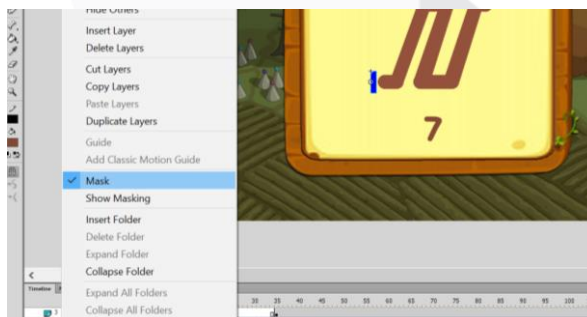 Hide Others
Insert Layer
Delete Layers
Cut Layers
Copy Layers
Paste Layers
Duplicate Layers
Guide
Add Classic Motion Guide
✓ Mask
Show Masking
Insert Folder
Delete Folder
Expand Folder
Collapse Folder
Expand All Folders
Collapse All Folders
7
Timeline
30 35 40 45 50 55 60 65 70 75 80 85 90 95 100